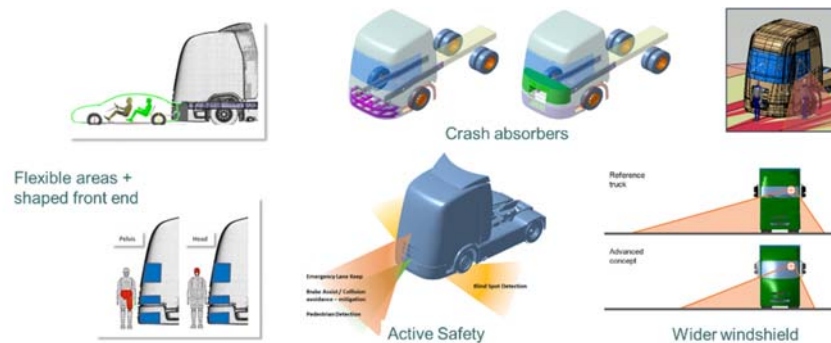 Crash absorbers
Flexible areas +
shaped front end
Pelvis
Head
Emergency Lane Keep
Brake Assist / Collision
avoidance – mitigation
Pedestrian Detection
Blind Spot Detection
Active Safety
Reference
truck
Advanced
concept
Wider windshield